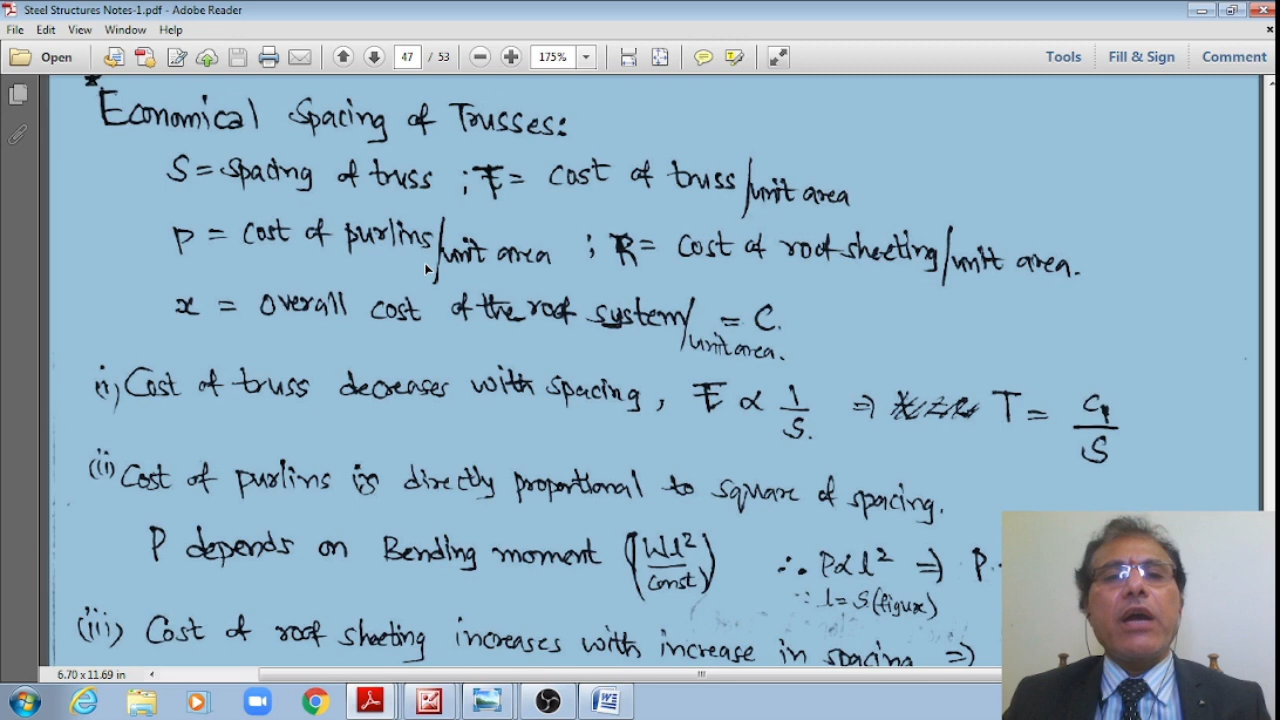 Steel Structures Notes-1.pdf - Adobe Reader
File Edit View Window Help
Open 47 / 53 175% Tools Fill & Sign Comment
Economical Spacing of Trusses:
S = spacing of truss ; T = cost of truss/unit area
P = cost of purlins/unit area ; R = cost of roof sheeting/unit area.
x = overall cost of the roof system/unit area. = C.
(i) Cost of truss decreases with spacing, T ∝ 1/S. ⇒ T = C₁/S
(ii) Cost of purlins is directly proportional to square of spacing.
P depends on Bending moment (Wl²/const) ∴ P∝l² ⇒ P
∵ l = S (figure)
(iii) Cost of roof sheeting increases with increase in spacing ⇒
6.70 x 11.69 in